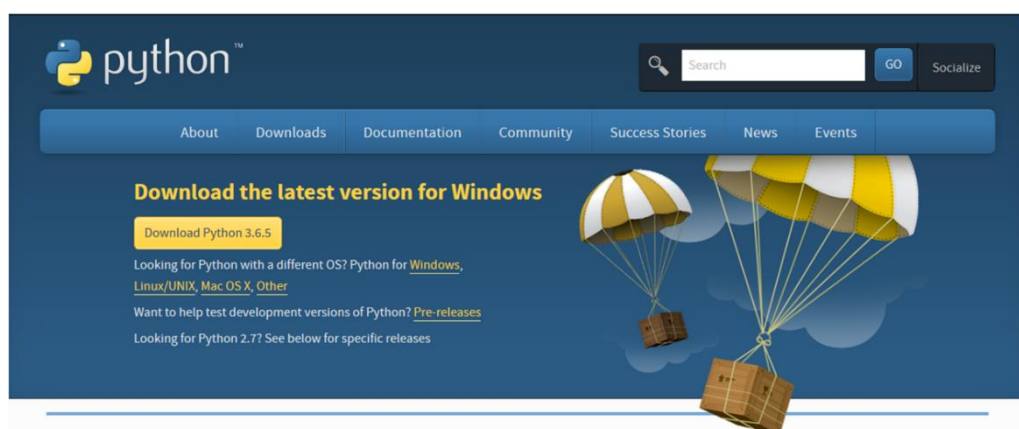 python™
Search
GO
Socialize
About
Downloads
Documentation
Community
Success Stories
News
Events
Download the latest version for Windows
Download Python 3.6.5
Looking for Python with a different OS? Python for Windows,
Linux/UNIX, Mac OS X, Other
Want to help test development versions of Python? Pre-releases
Looking for Python 2.7? See below for specific releases